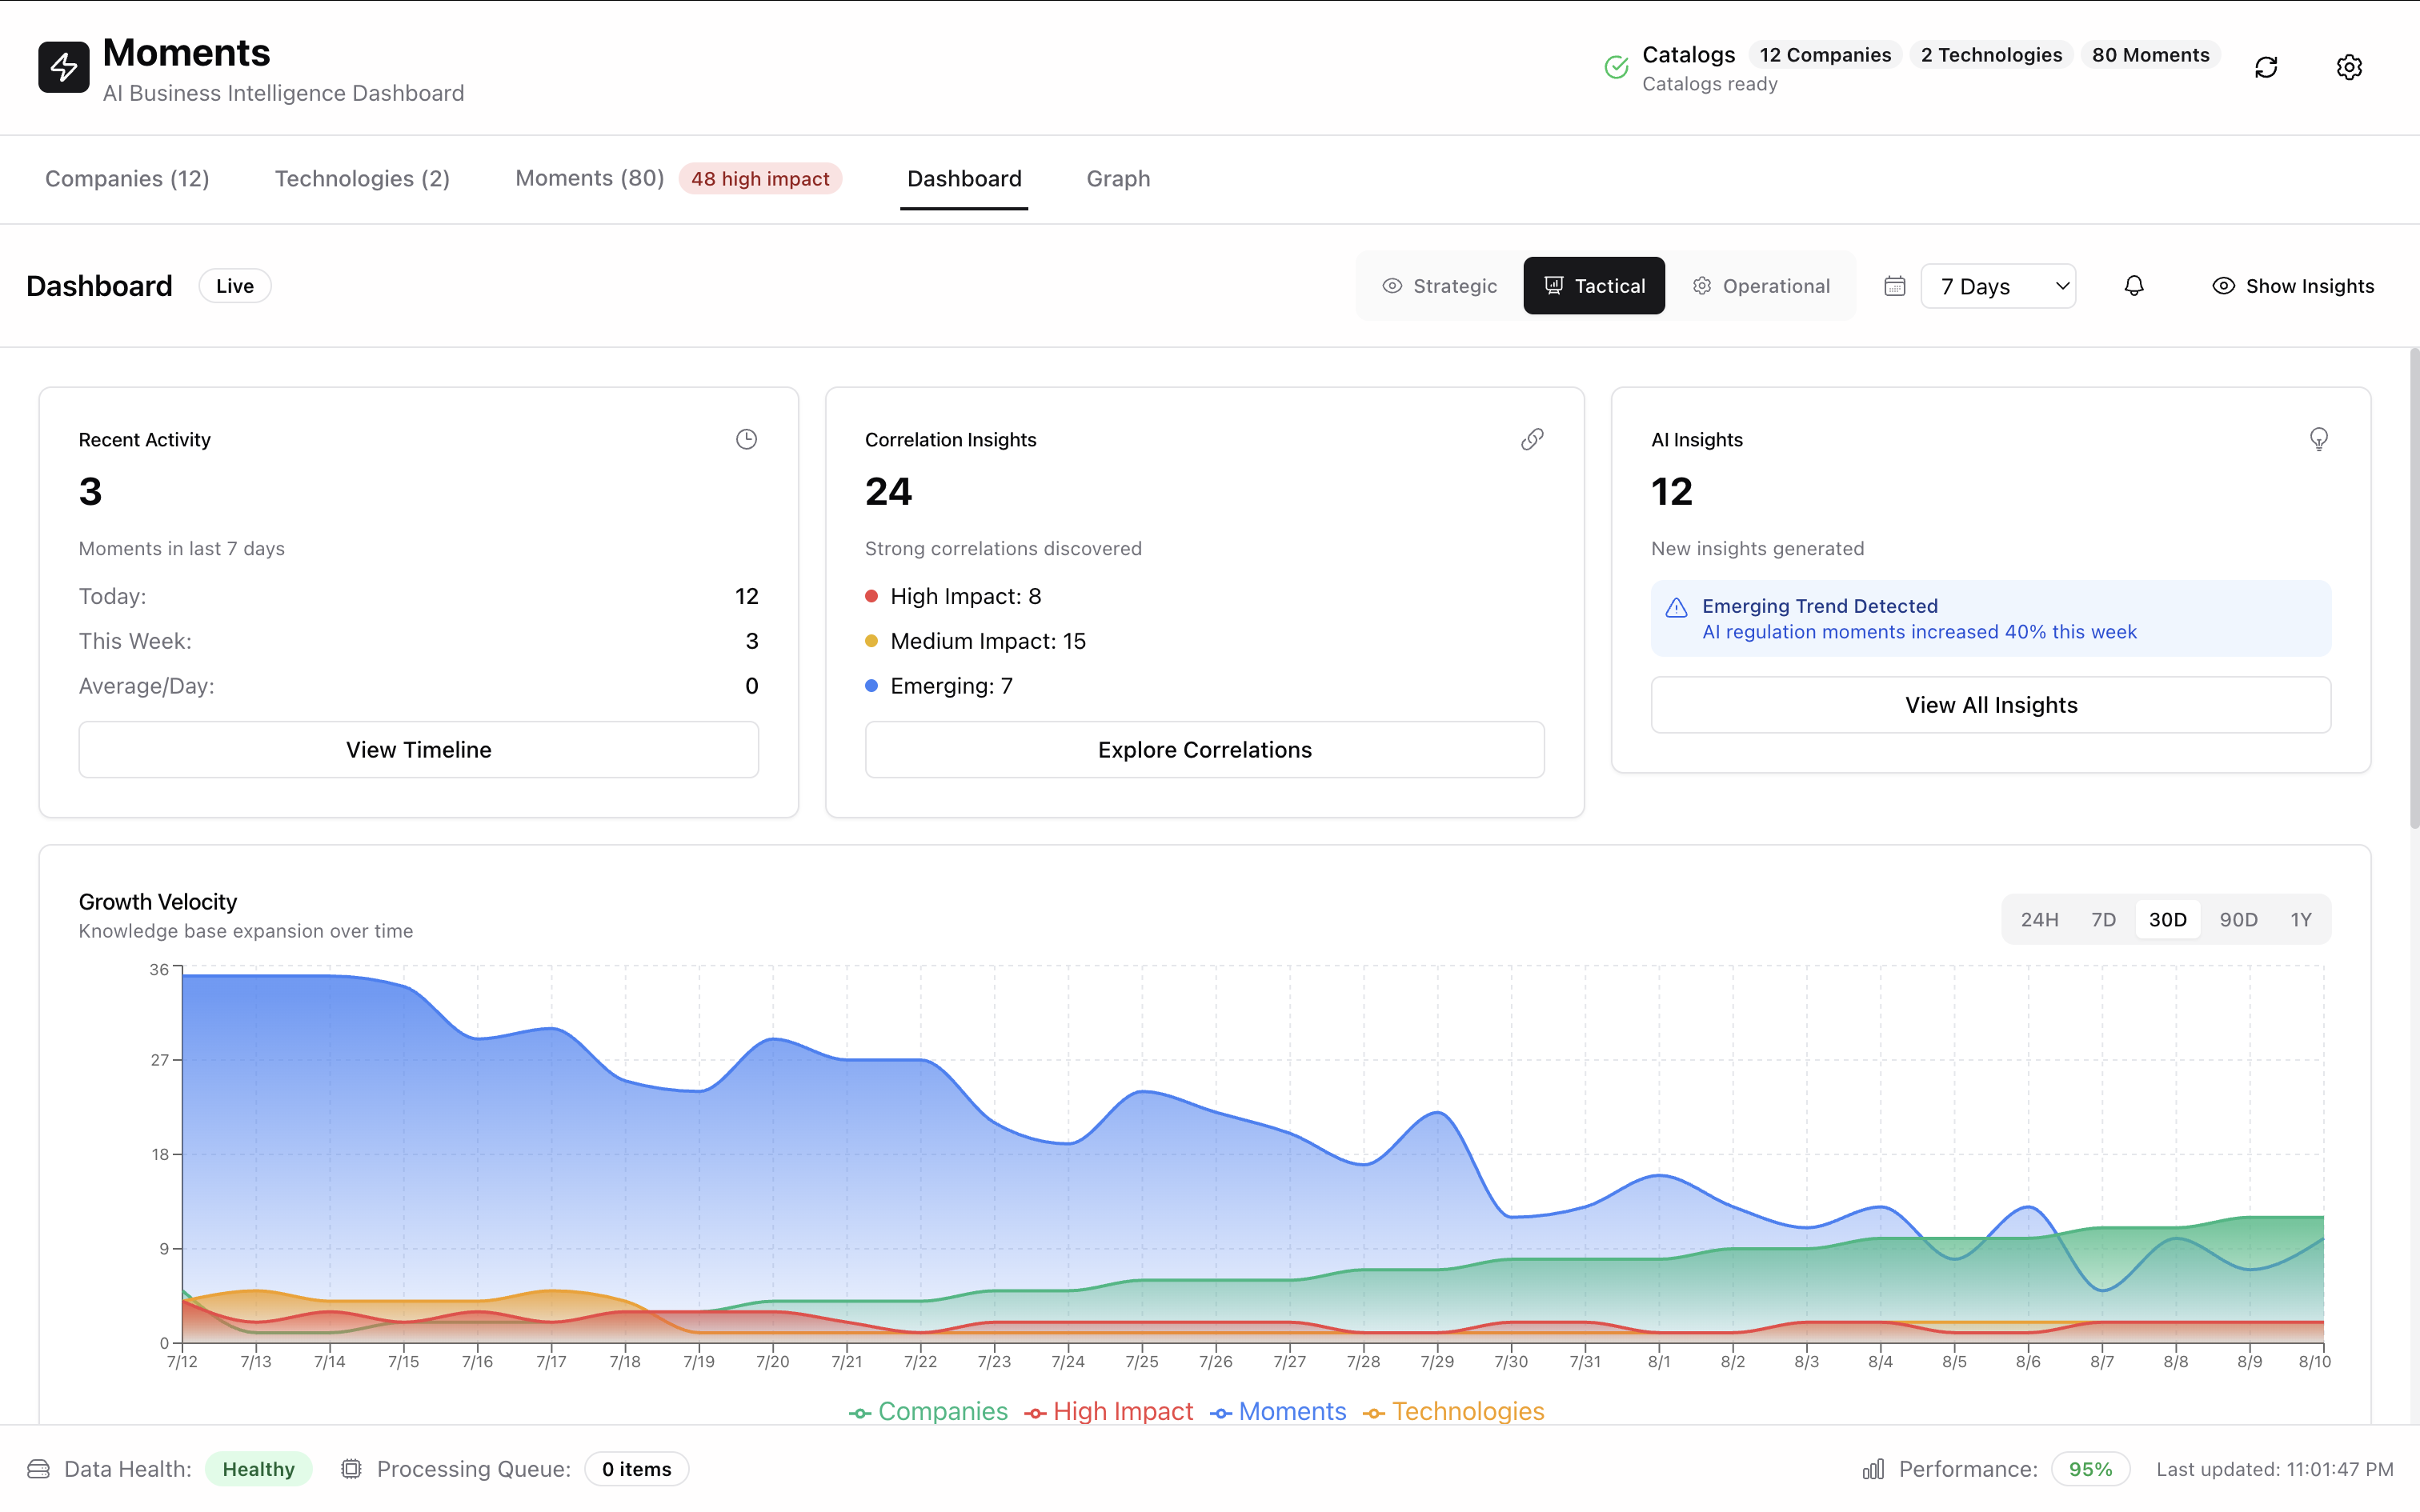 Moments
AI Business Intelligence Dashboard
Catalogs 12 Companies 2 Technologies 80 Moments
Catalogs ready
Companies (12) Technologies (2) Moments (80) 48 high impact Dashboard Graph
Dashboard Live Strategic Tactical Operational 7 Days Show Insights
Recent Activity
3
Moments in last 7 days
Today: 12
This Week: 3
Average/Day: 0
View Timeline
Correlation Insights
24
Strong correlations discovered
High Impact: 8
Medium Impact: 15
Emerging: 7
Explore Correlations
AI Insights
12
New insights generated
Emerging Trend Detected
AI regulation moments increased 40% this week
View All Insights
Growth Velocity
Knowledge base expansion over time
24H 7D 30D 90D 1Y
36
27
18
9
0
7/12 7/13 7/14 7/15 7/16 7/17 7/18 7/19 7/20 7/21 7/22 7/23 7/24 7/25 7/26 7/27 7/28 7/29 7/30 7/31 8/1 8/2 8/3 8/4 8/5 8/6 8/7 8/8 8/9 8/10
Companies High Impact Moments Technologies
Data Health: Healthy Processing Queue: 0 items Performance: 95% Last updated: 11:01:47 PM